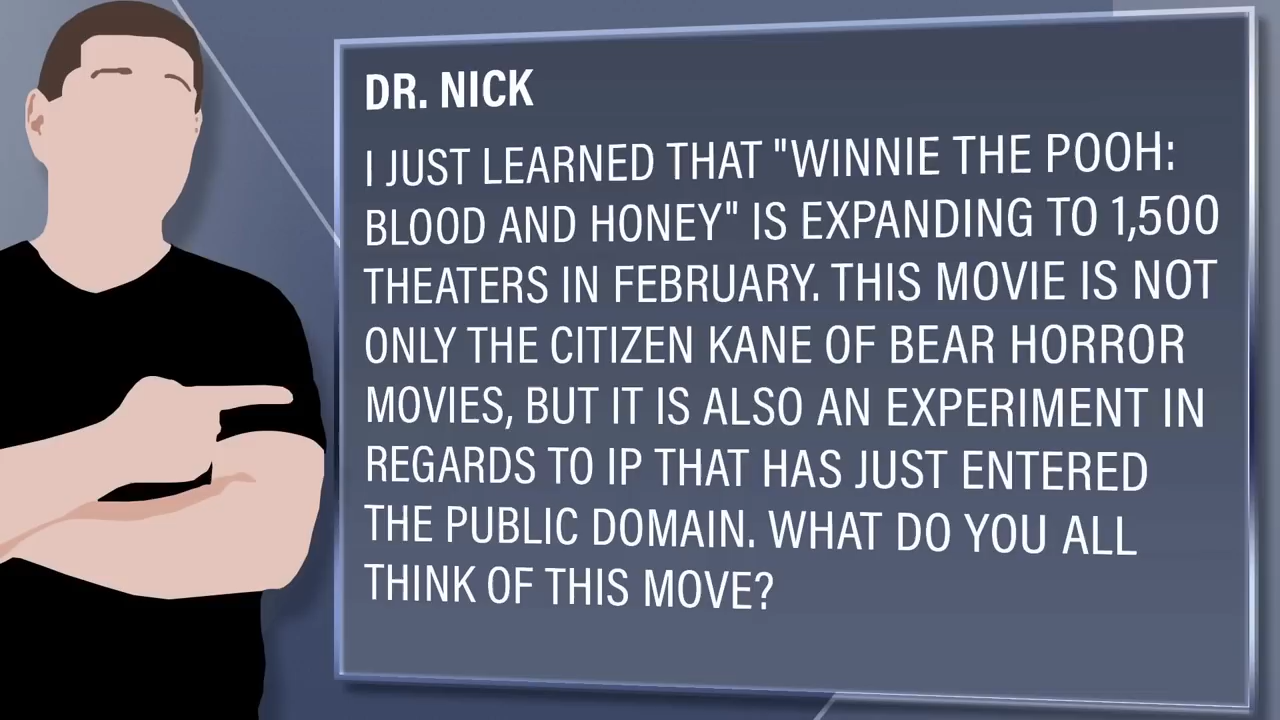 DR. NICK
I JUST LEARNED THAT "WINNIE THE POOH:
BLOOD AND HONEY" IS EXPANDING TO 1,500
THEATERS IN FEBRUARY. THIS MOVIE IS NOT
ONLY THE CITIZEN KANE OF BEAR HORROR
MOVIES, BUT IT IS ALSO AN EXPERIMENT IN
REGARDS TO IP THAT HAS JUST ENTERED
THE PUBLIC DOMAIN. WHAT DO YOU ALL
THINK OF THIS MOVE?